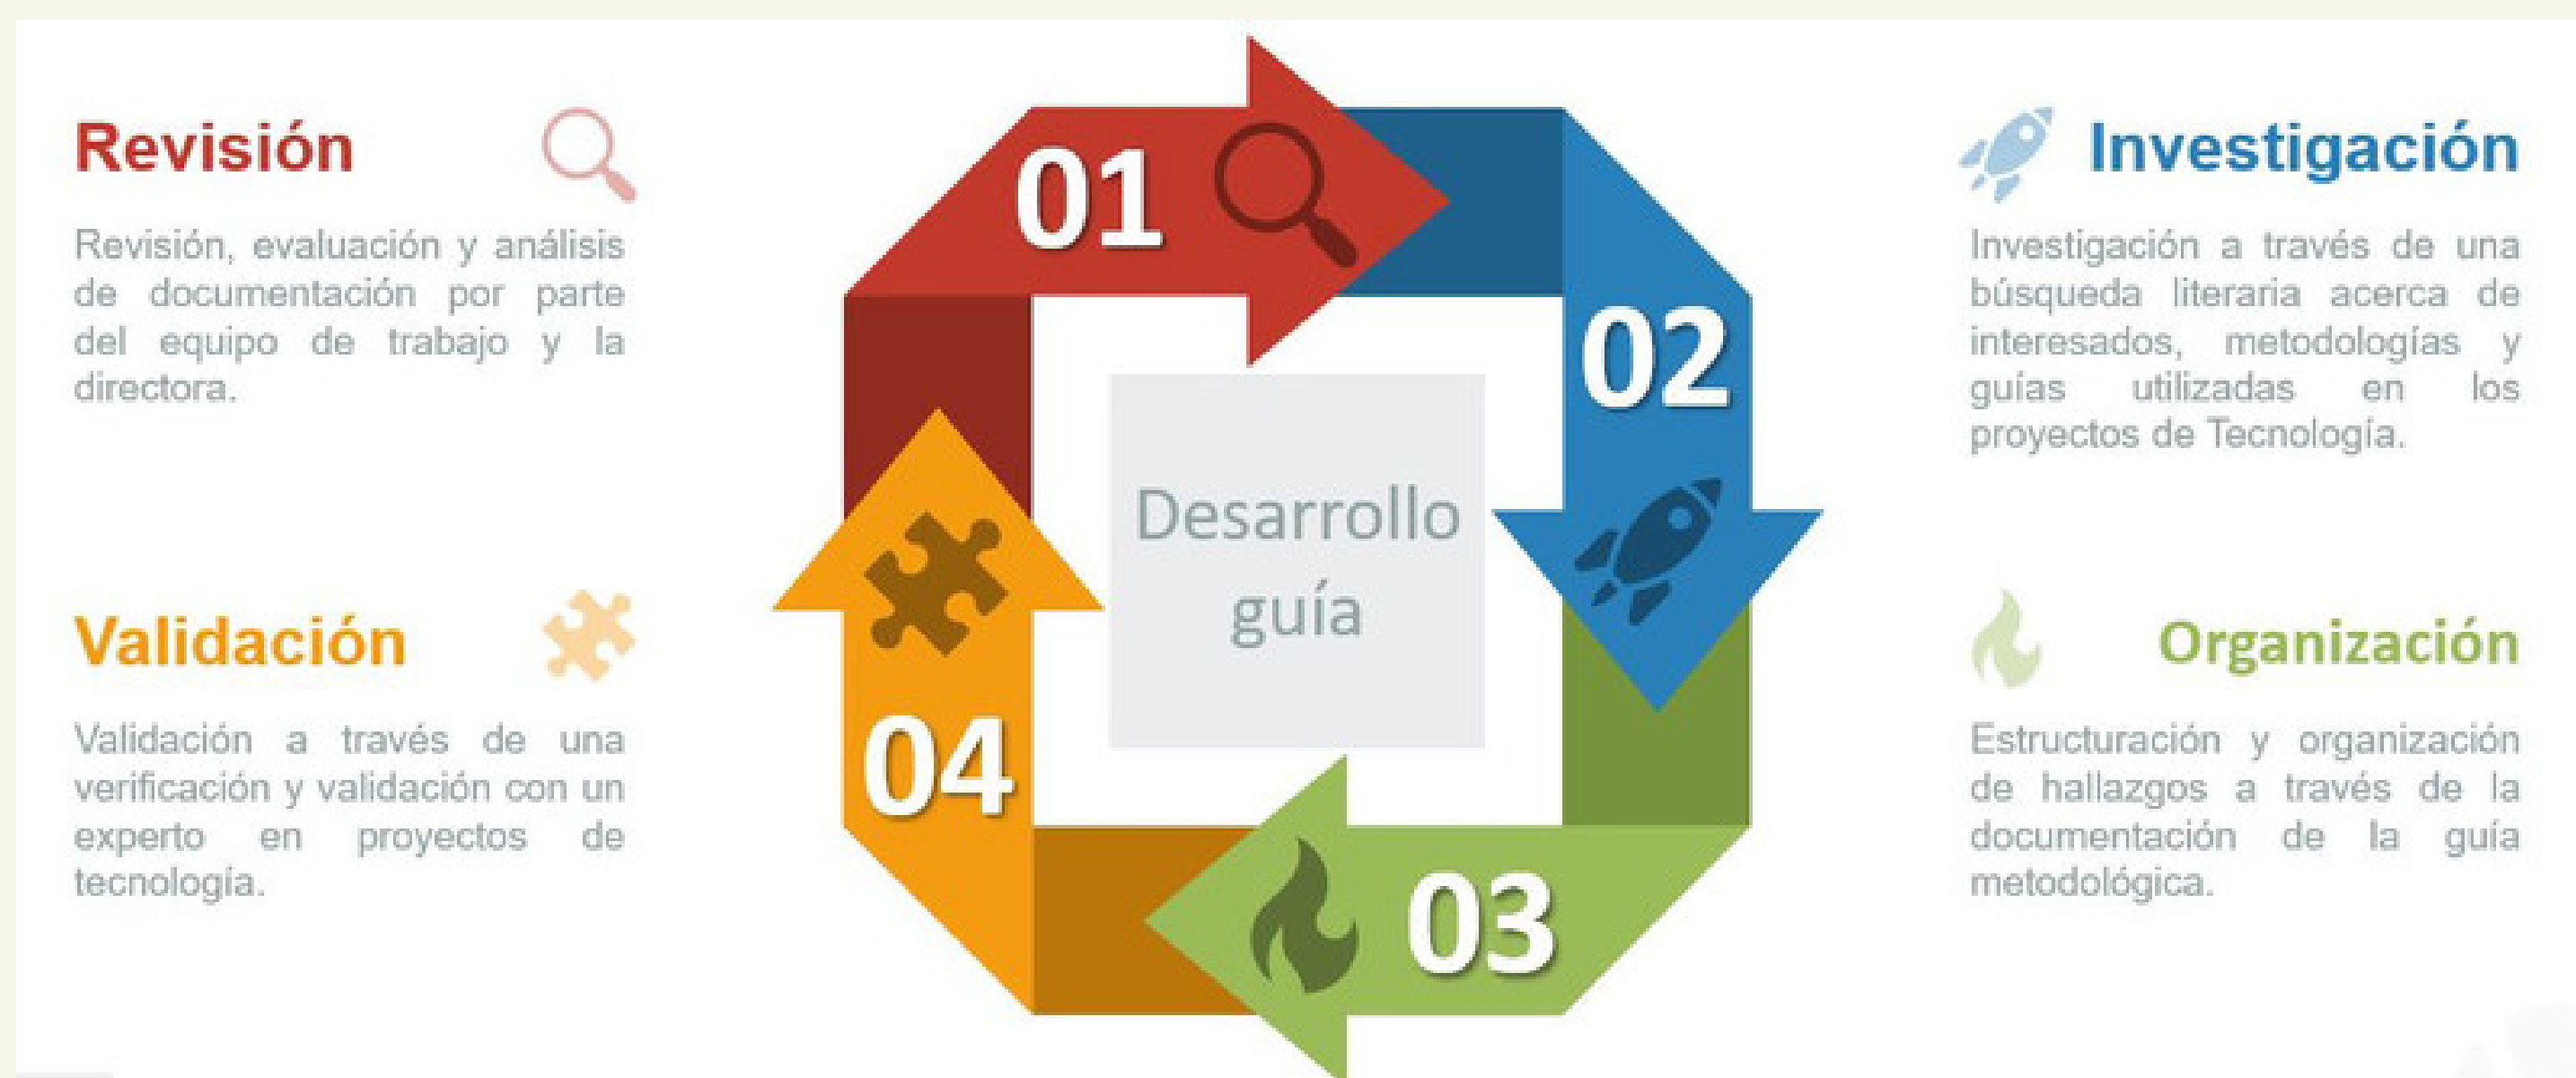 Revisión
Revisión, evaluación y análisis
de documentación por parte
del equipo de trabajo y la
directora.
Validación
Validación a través de una
verificación y validación con un
experto en proyectos de
tecnología.
01
02
Desarrollo
guía
04
03
Investigación
Investigación a través de una
búsqueda literaria acerca de
interesados, metodologías y
guías utilizadas en los
proyectos de Tecnología.
Organización
Estructuración y organización
de hallazgos a través de la
documentación de la guía
metodológica.